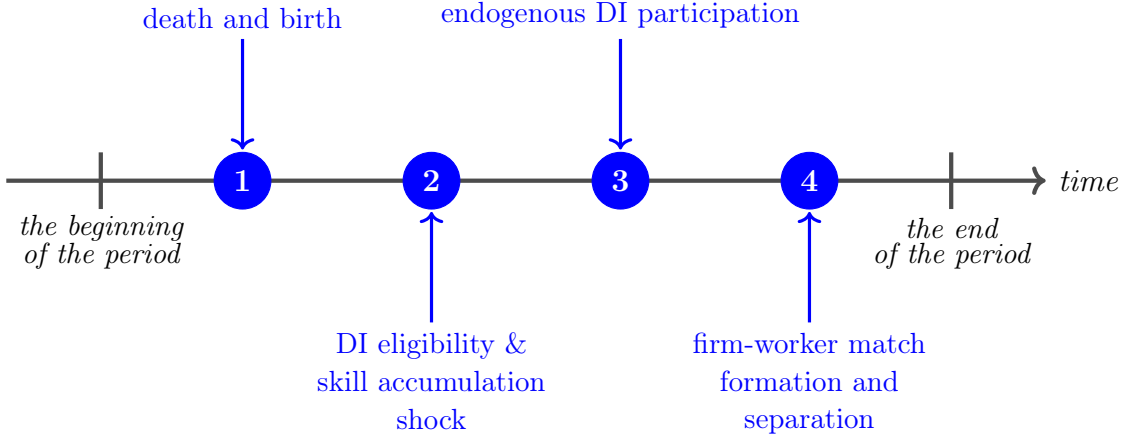 death and birth
endogenous DI participation
1
2
3
4
time
the beginning
of the period
the end
of the period
DI eligibility &
skill accumulation
shock
firm-worker match
formation and
separation